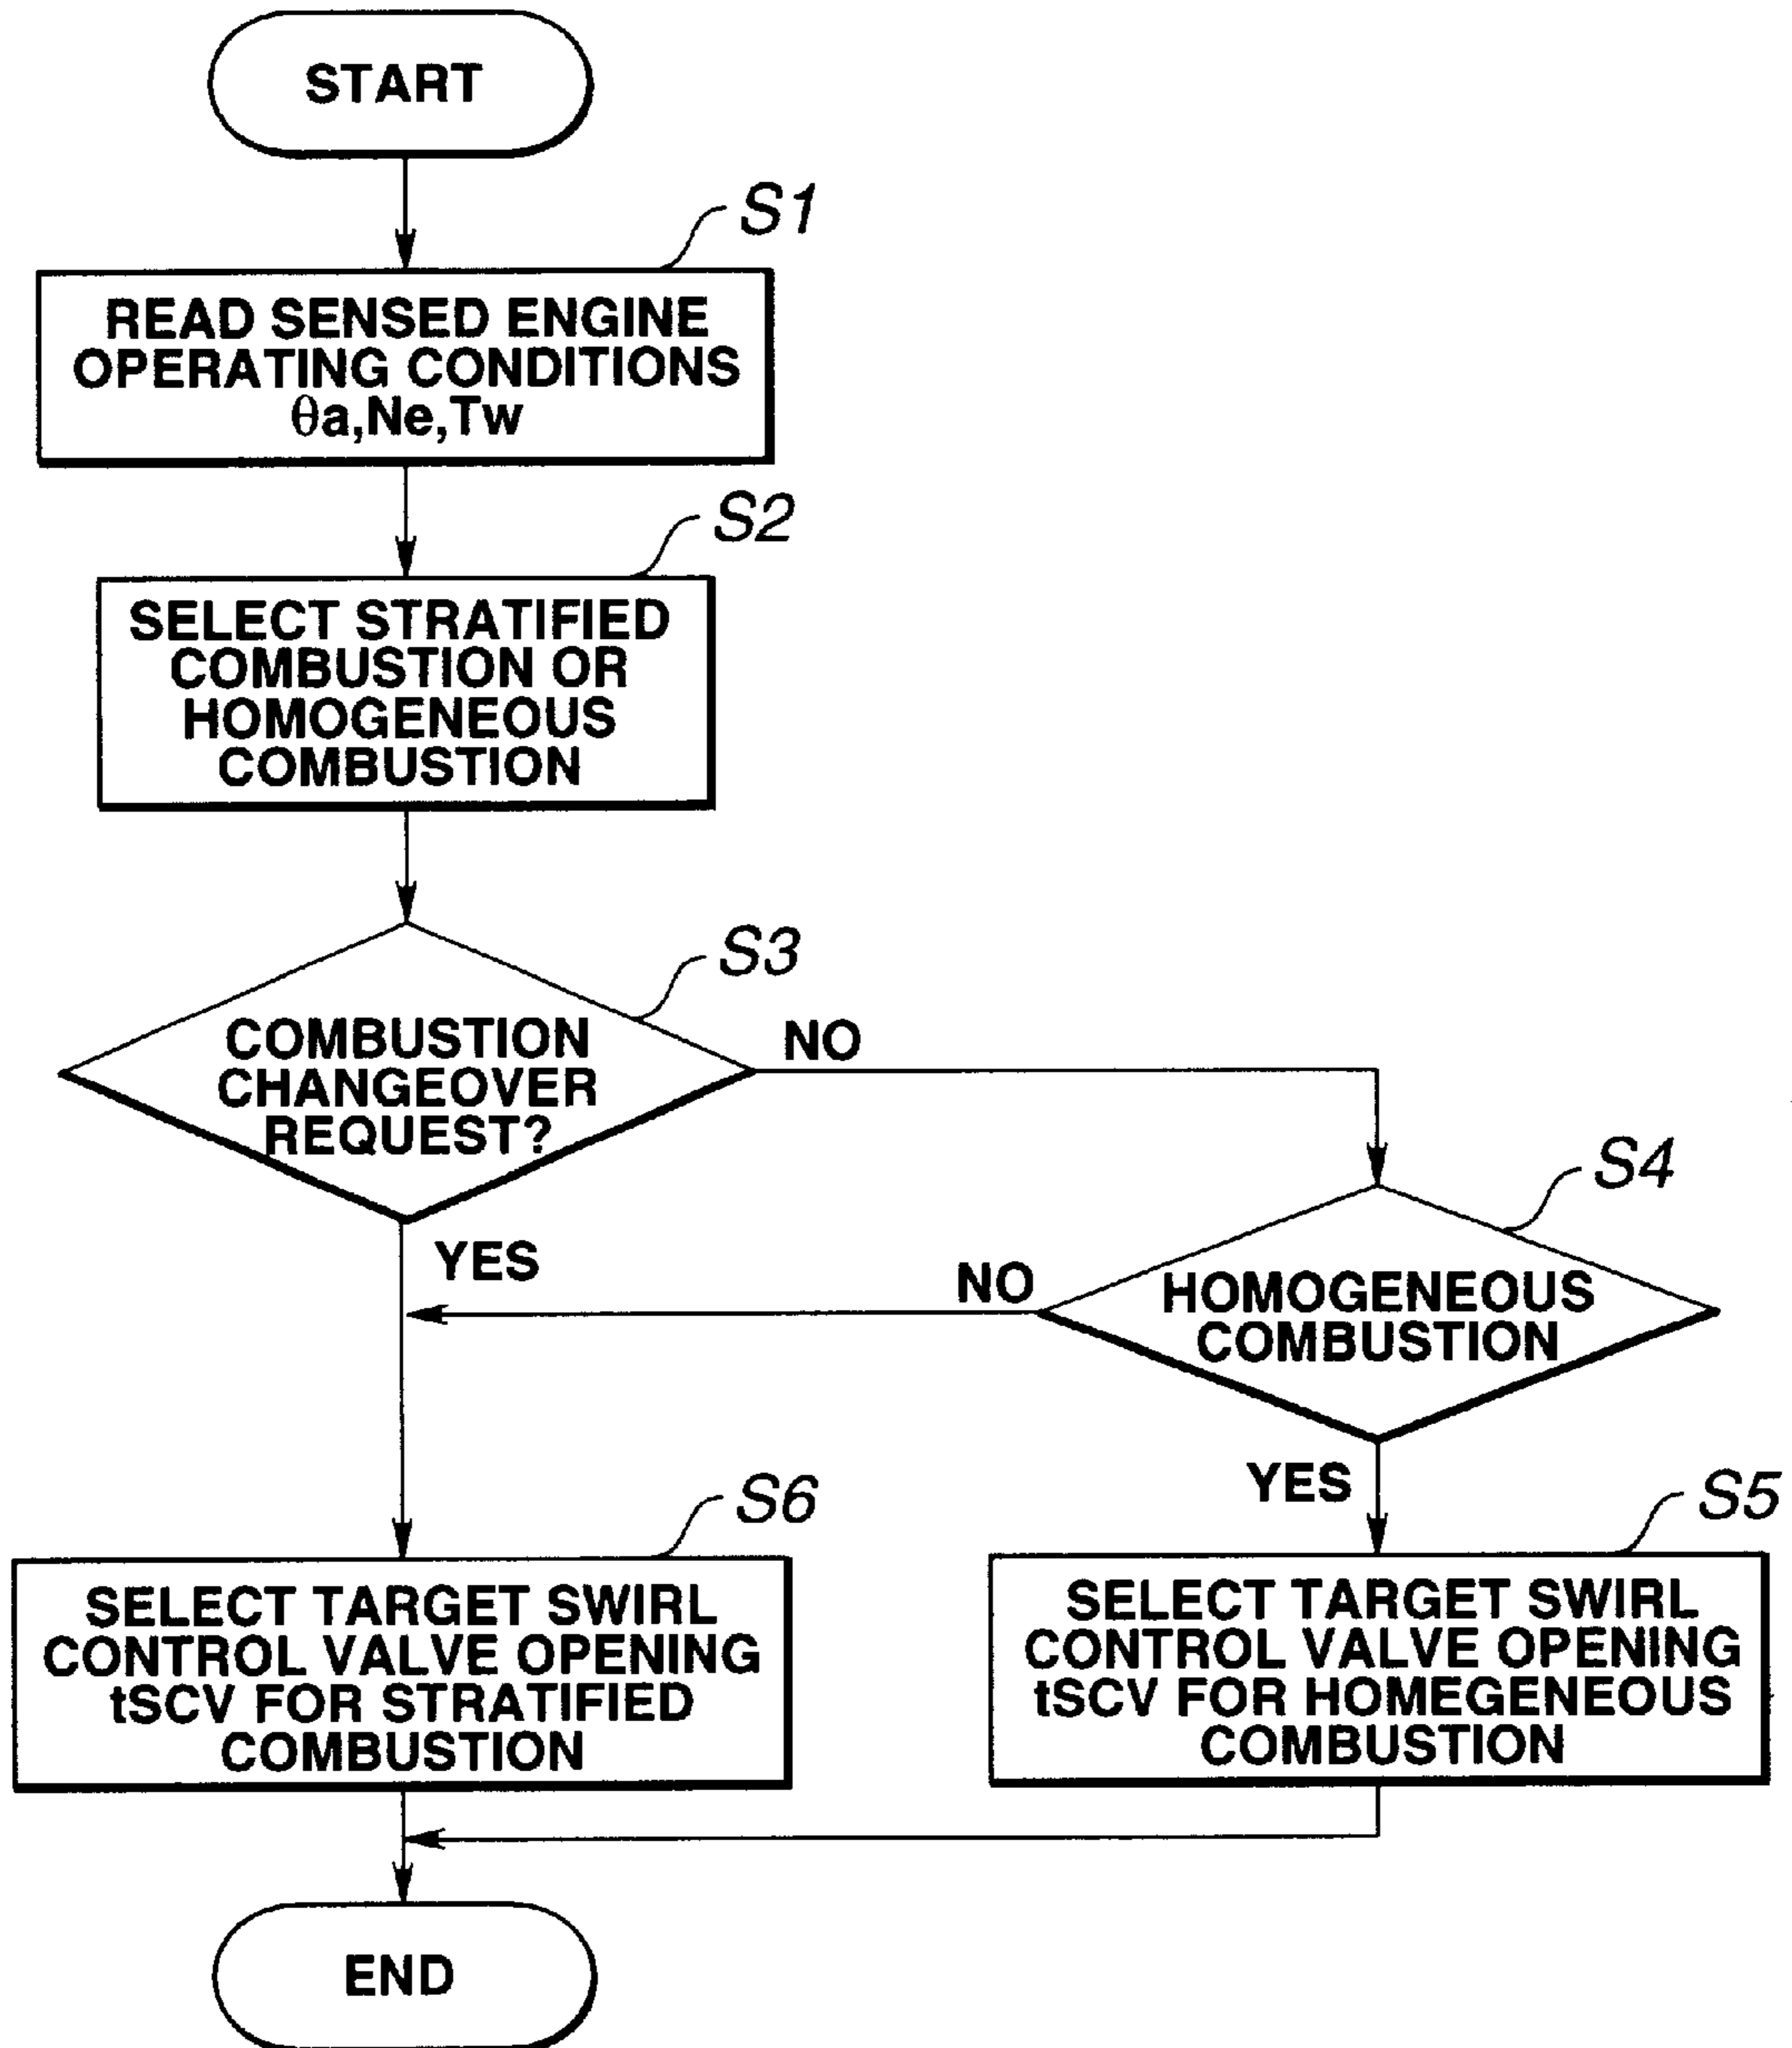 START
S1
READ SENSED ENGINE
OPERATING CONDITIONS
θa,Ne,Tw
S2
SELECT STRATIFIED
COMBUSTION OR
HOMOGENEOUS
COMBUSTION
S3
COMBUSTION
CHANGEOVER
REQUEST?
NO
YES
S4
HOMOGENEOUS
COMBUSTION
NO
YES
S6
SELECT TARGET SWIRL
CONTROL VALVE OPENING
tSCV FOR STRATIFIED
COMBUSTION
S5
SELECT TARGET SWIRL
CONTROL VALVE OPENING
tSCV FOR HOMEGENEOUS
COMBUSTION
END